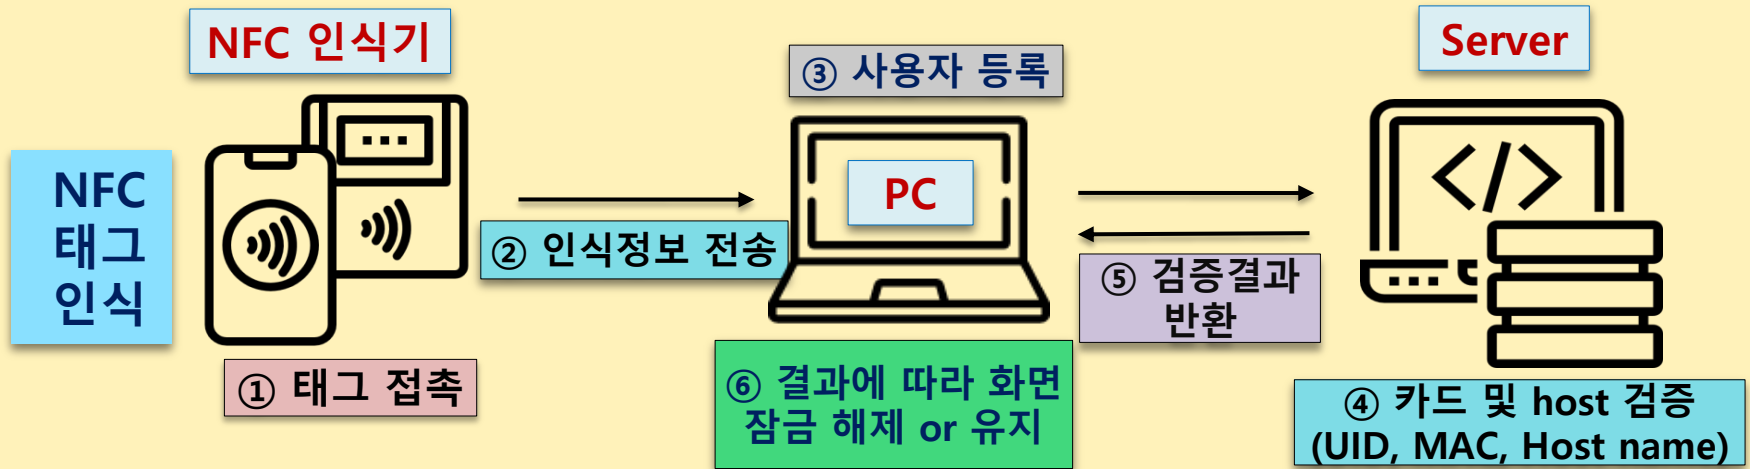 NFC 인식기
Server
③ 사용자 등록
NFC
태그
인식
PC
② 인식정보 전송
⑤ 검증결과
반환
① 태그 접촉
⑥ 결과에 따라 화면
잠금 해제 or 유지
④ 카드 및 host 검증
(UID, MAC, Host name)